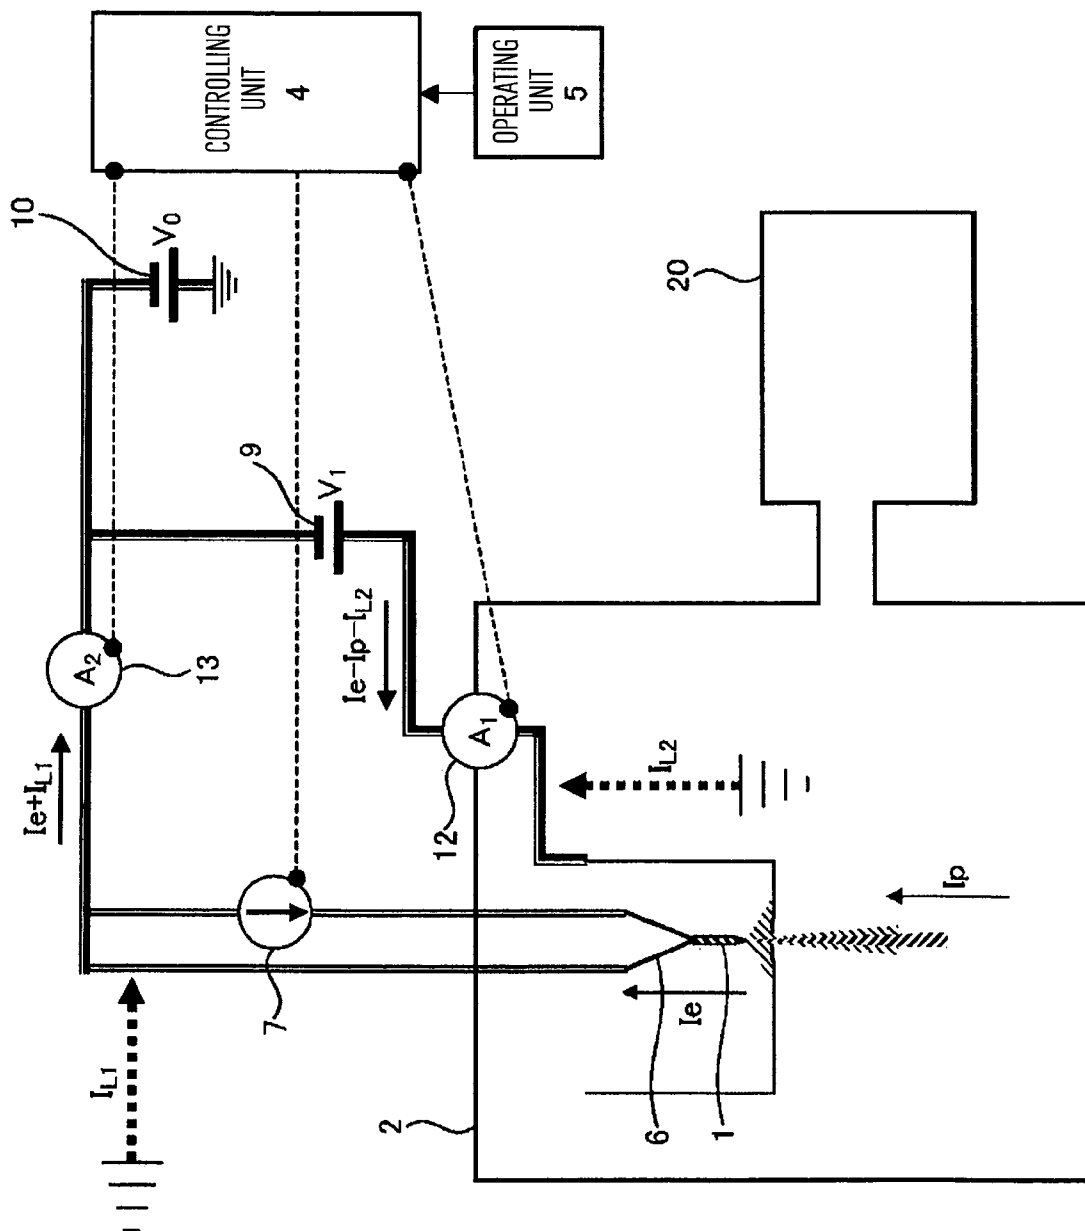 CONTROLLING
UNIT
4
OPERATING
UNIT
5
10
V0
20
9
V1
A2
13
Ie-Ip-IL2
Ie+IL1
A1
12
IL2
7
Ip
Ie
IL1
2
6
1